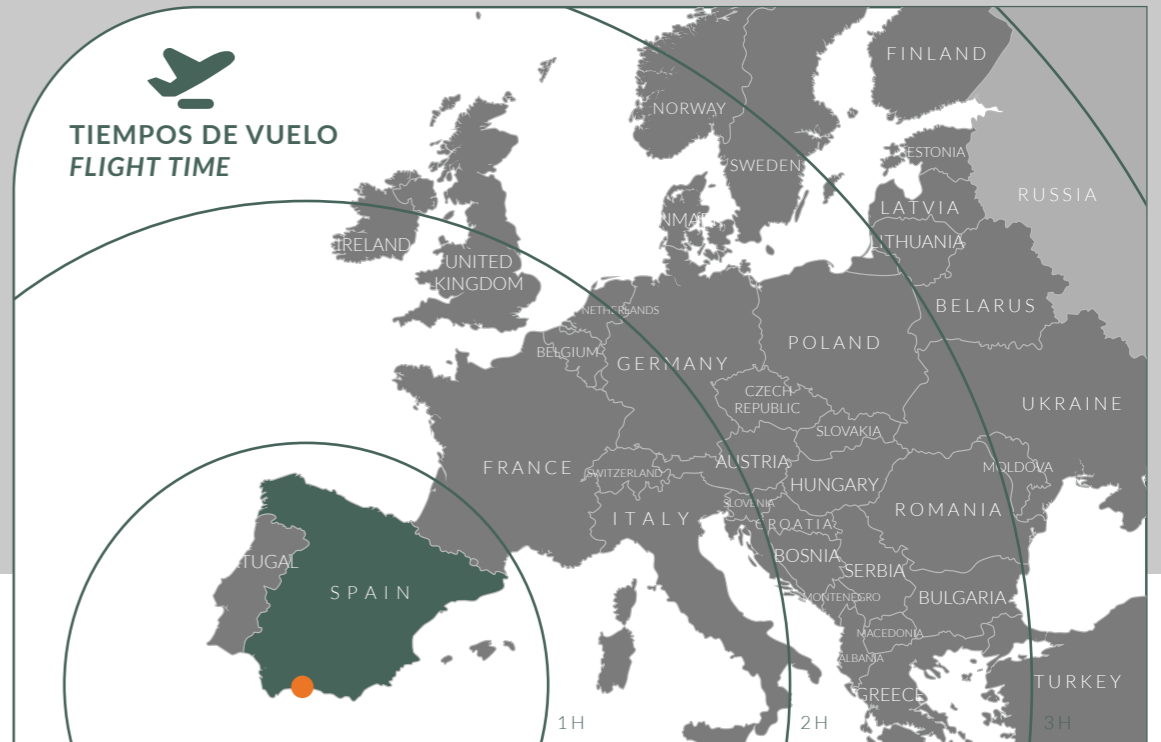 TIEMPOS DE VUELO
FLIGHT TIME
FINLAND
NORWAY
SWEDEN
ESTONIA
RUSSIA
LATVIA
NMAR
IRELAND
LITHUANIA
UNITED
KINGDOM
NETHERLANDS
BELARUS
BELGIUM
GERMANY
POLAND
CZECH
REPUBLIC
UKRAINE
SLOVAKIA
FRANCE
SWITZERLAND
AUSTRIA
MOLDOVA
HUNGARY
SLOVENIA
ITALY
CROATIA
ROMANIA
BOSNIA
TUGAL
SERBIA
SPAIN
MONTENEGRO
BULGARIA
MACEDONIA
ALBANIA
GREECE
TURKEY
1H
2H
3H